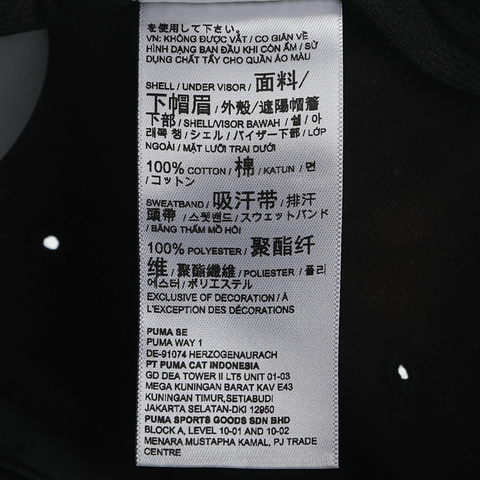 を使用して下さい
VN: KHÔNG ĐƯỢC VẮT / CO GIÃN VỀ
HÌNH DẠNG BAN ĐẦU KHI CÒN ẨM / SỬ
DỤNG CHẤT TẨY CHO QUẦN ÁO MÀU
SHELL / UNDER VISOR / 面料/
下帽眉 / 外殼/遮陽帽簷
下部 / SHELL/VISOR BAWAH / 쉘 / 아
래쪽 챙 / シェル / バイザー下部 / LỚP
NGOÀI / MẶT LƯỠI TRAI DƯỚI
100% COTTON / 棉 / KATUN / 면
/ コットン
SWEATBAND / 吸汗带 / 排汗
頭帶 / 스웻밴드 / スウェットバンド
/ BĂNG THẤM MỒ HÔI
100% POLYESTER / 聚酯纤
维 / 聚酯纖維 / POLIESTER / 폴리
에스터 / ポリエステル
EXCLUSIVE OF DECORATION / À
L'EXCEPTION DES DÉCORATIONS
PUMA SE
PUMA WAY 1
DE-91074 HERZOGENAURACH
PT PUMA CAT INDONESIA
GD DEA TOWER II LT5 UNIT 01-03
MEGA KUNINGAN BARAT KAV E43
KUNINGAN TIMUR, SETIABUDI
JAKARTA SELATAN-DKI 12950
PUMA SPORTS GOODS SDN BHD
BLOCK A, LEVEL 10-01 AND 10-02
MENARA MUSTAPHA KAMAL, PJ TRADE
CENTRE